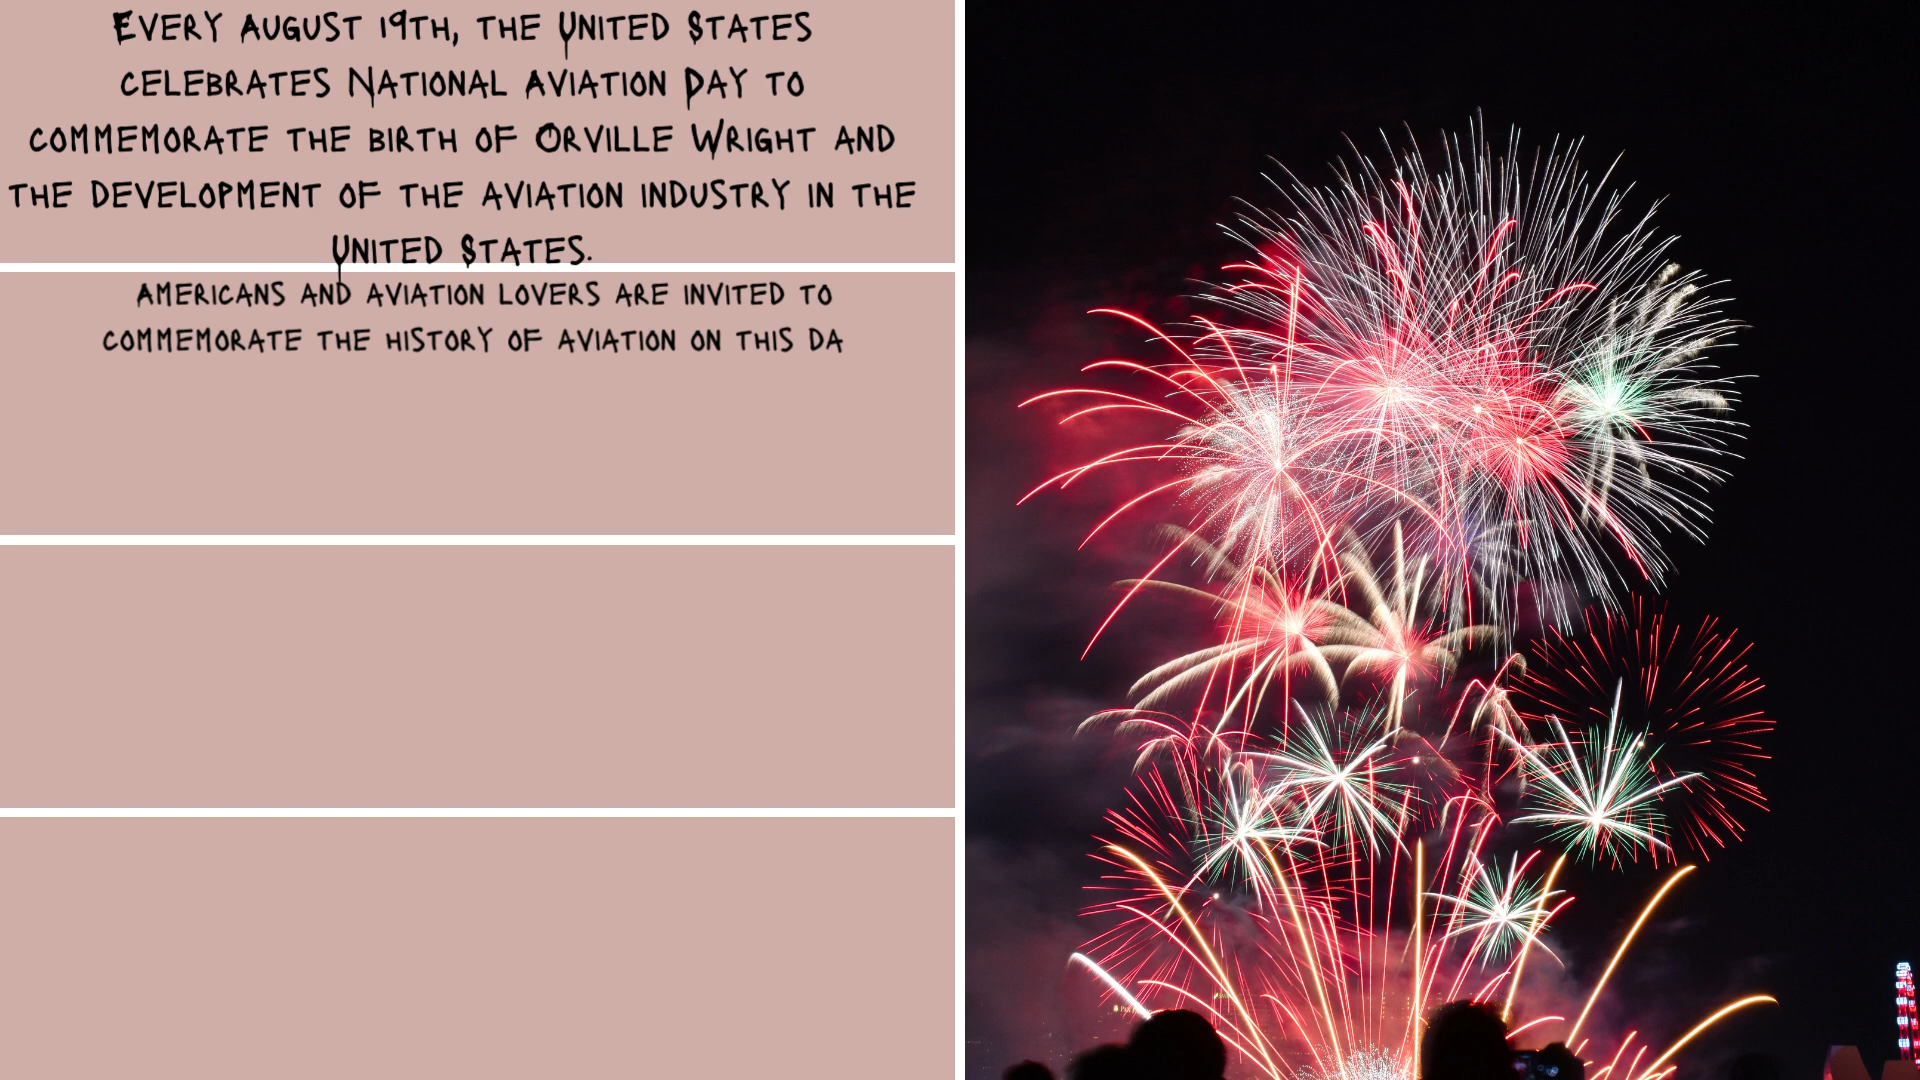 Every August 19th, the United States
celebrates National Aviation Day to
commemorate the birth of Orville Wright and
the development of the aviation industry in the
United States.
Americans and aviation lovers are invited to
commemorate the history of aviation on this da